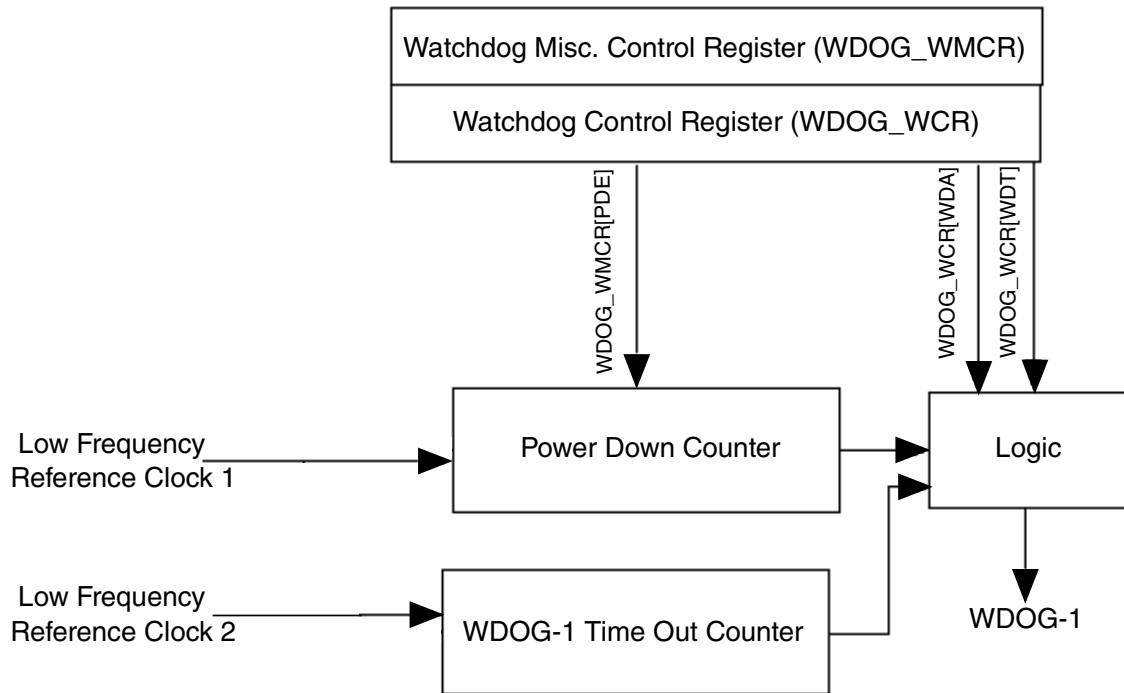 Watchdog Misc. Control Register (WDOG_WMCR)
Watchdog Control Register (WDOG_WCR)
WDOG_WMCR[PDE]
WDOG_WCR[WDA]
WDOG_WCR[WDT]
Low Frequency
Reference Clock 1
Power Down Counter
Logic
Low Frequency
Reference Clock 2
WDOG-1 Time Out Counter
WDOG-1